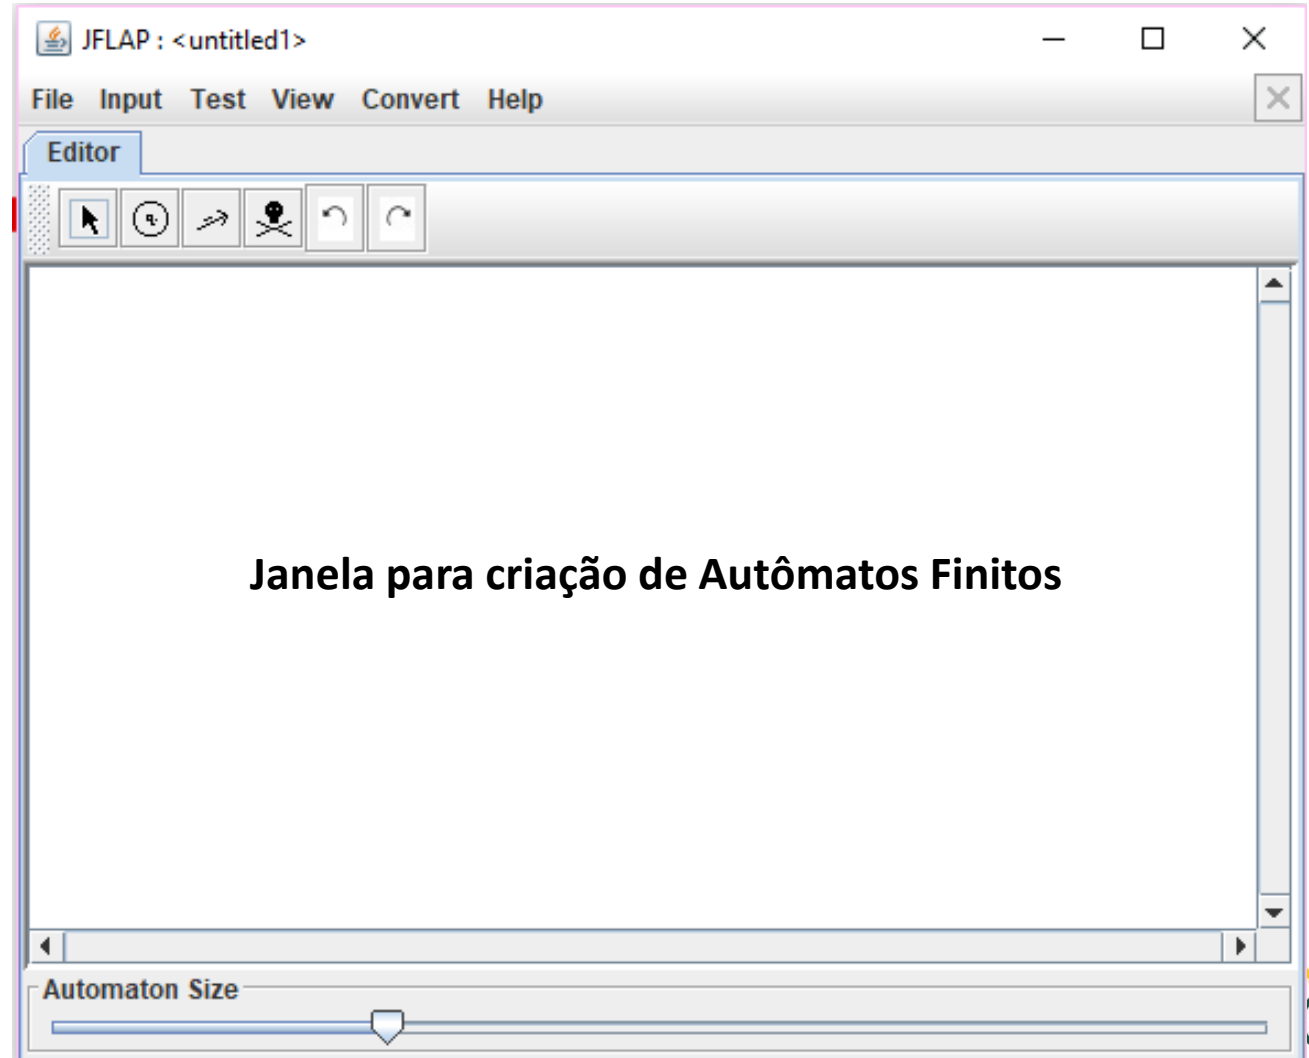 JFLAP : <untitled1>
File Input Test View Convert Help
Editor
q
Janela para criação de Autômatos Finitos
Automaton Size